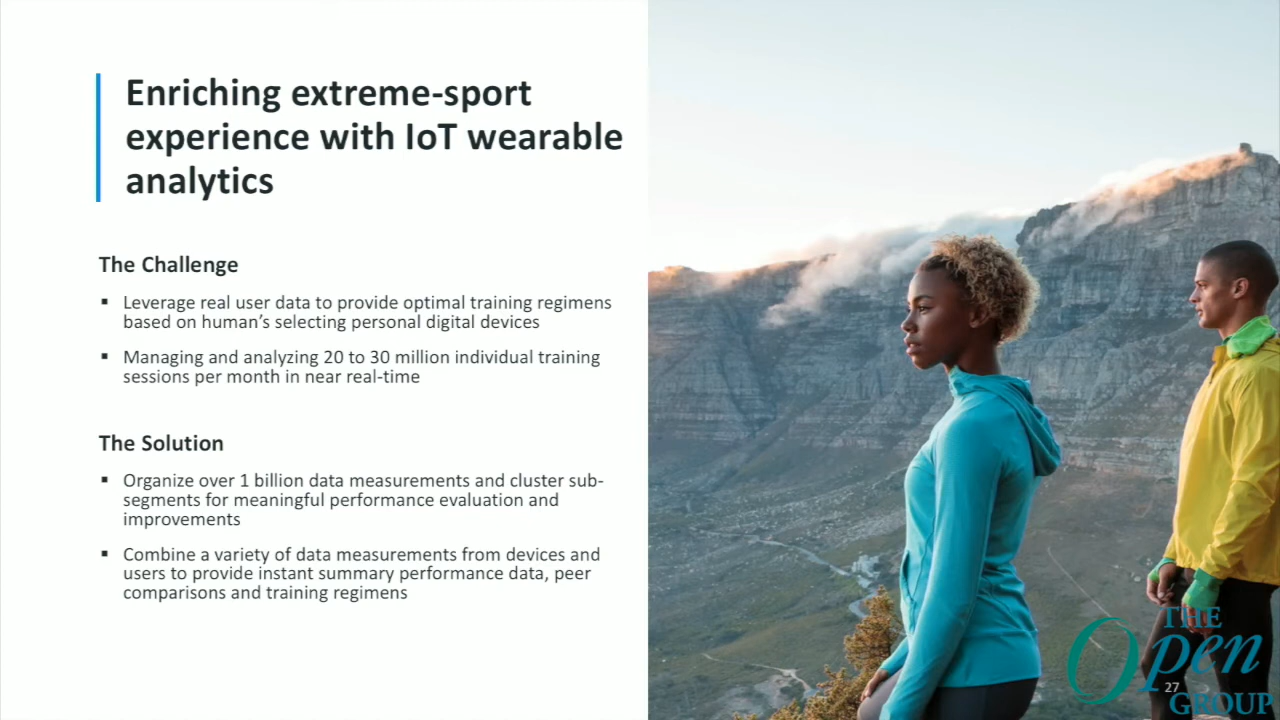 Enriching extreme-sport
experience with IoT wearable
analytics
The Challenge
▪ Leverage real user data to provide optimal training regimens
based on human’s selecting personal digital devices
▪ Managing and analyzing 20 to 30 million individual training
sessions per month in near real-time
The Solution
▪ Organize over 1 billion data measurements and cluster sub-
segments for meaningful performance evaluation and
improvements
▪ Combine a variety of data measurements from devices and
users to provide instant summary performance data, peer
comparisons and training regimens
THE
Open
27
GROUP